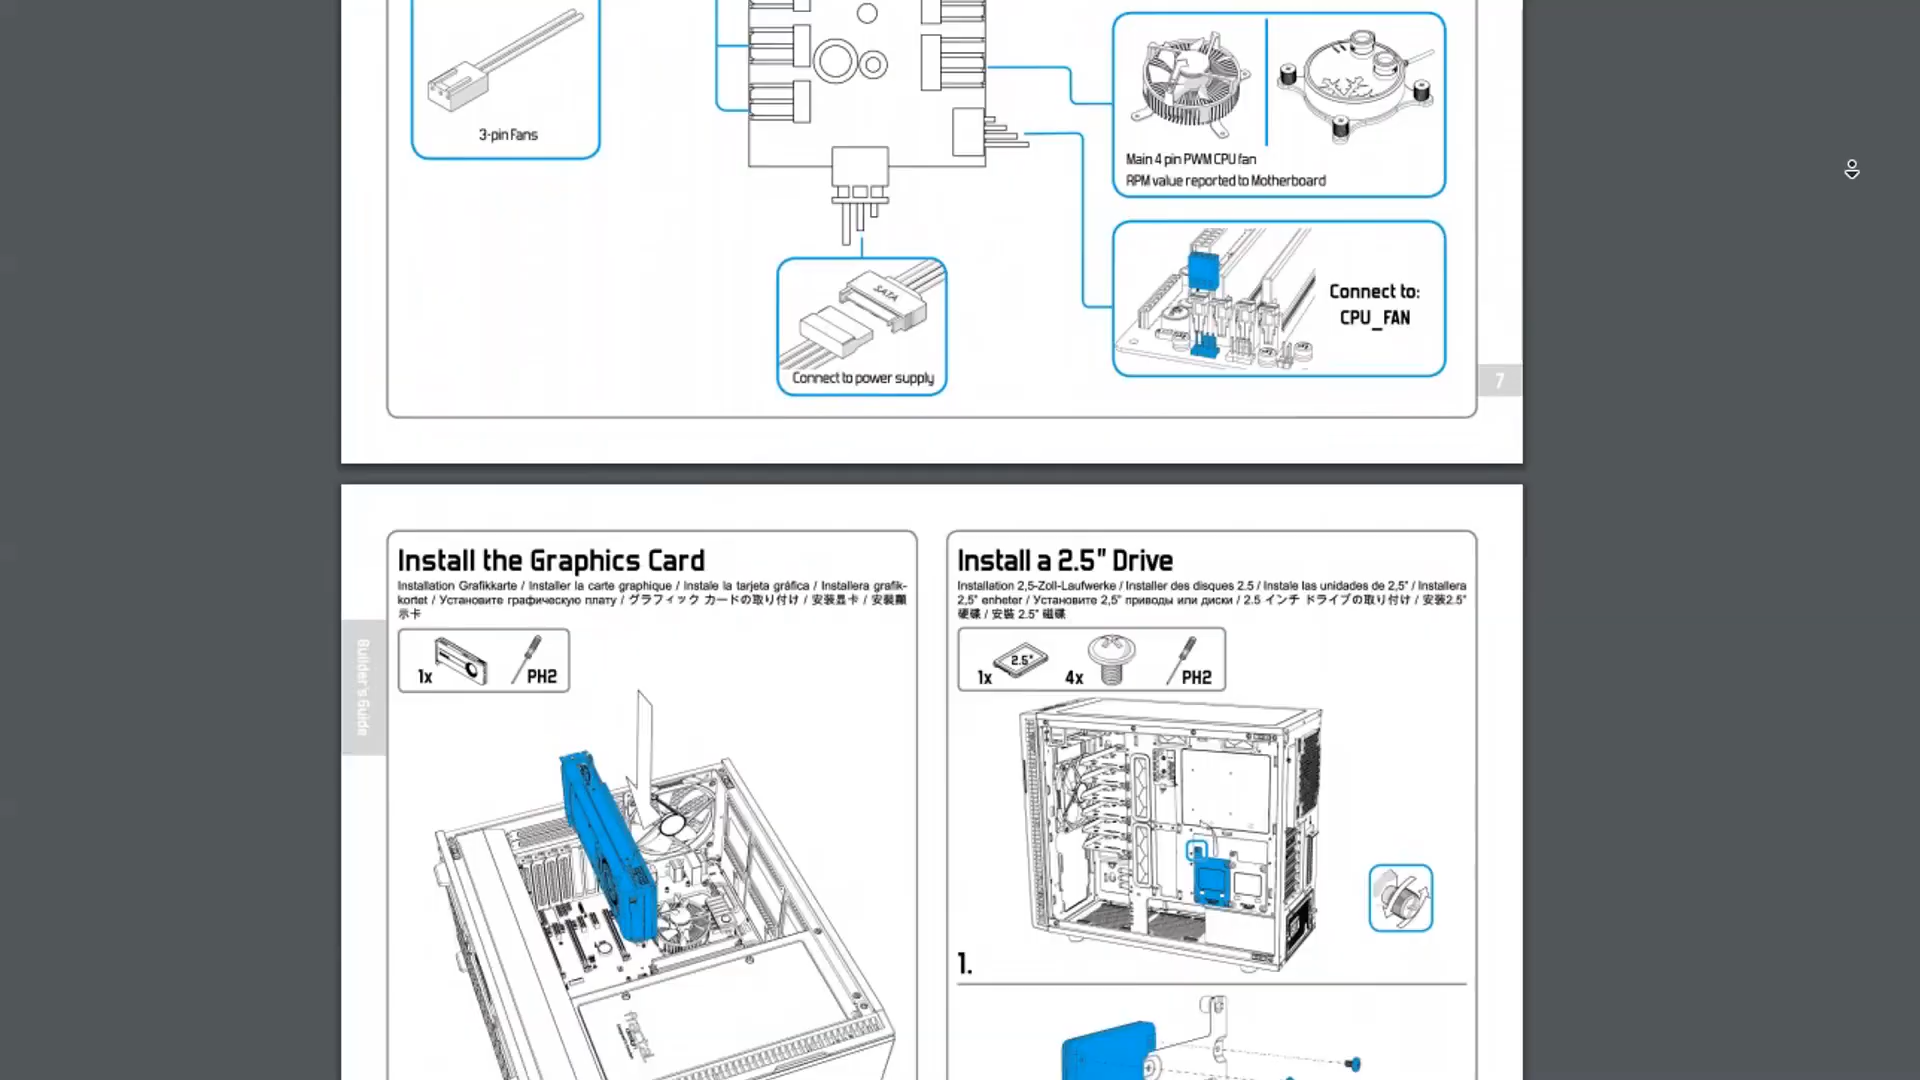 3-pin Fans
Main 4 pin PWM CPU fan
RPM value reported to Motherboard
SATA
Connect to:
CPU_FAN
Connect to power supply
7
Install the Graphics Card
Installation Grafikkarte / Installer la carte graphique / Instale la tarjeta gráfica / Installera grafik-
kortet / Установите графическую плату / グラフィック カードの取り付け / 安装显卡 / 安裝顯
示卡
1x
PH2
Builder's Guide
Install a 2.5" Drive
Installation 2,5-Zoll-Laufwerke / Installer des disques 2.5 / Instale las unidades de 2,5" / Installera
2,5" enheter / Установите 2,5" приводы или диски / 2.5 インチ ドライブの取り付け / 安装2.5"
硬碟 / 安裝 2.5" 磁碟
1x
2.5"
4x
PH2
1.